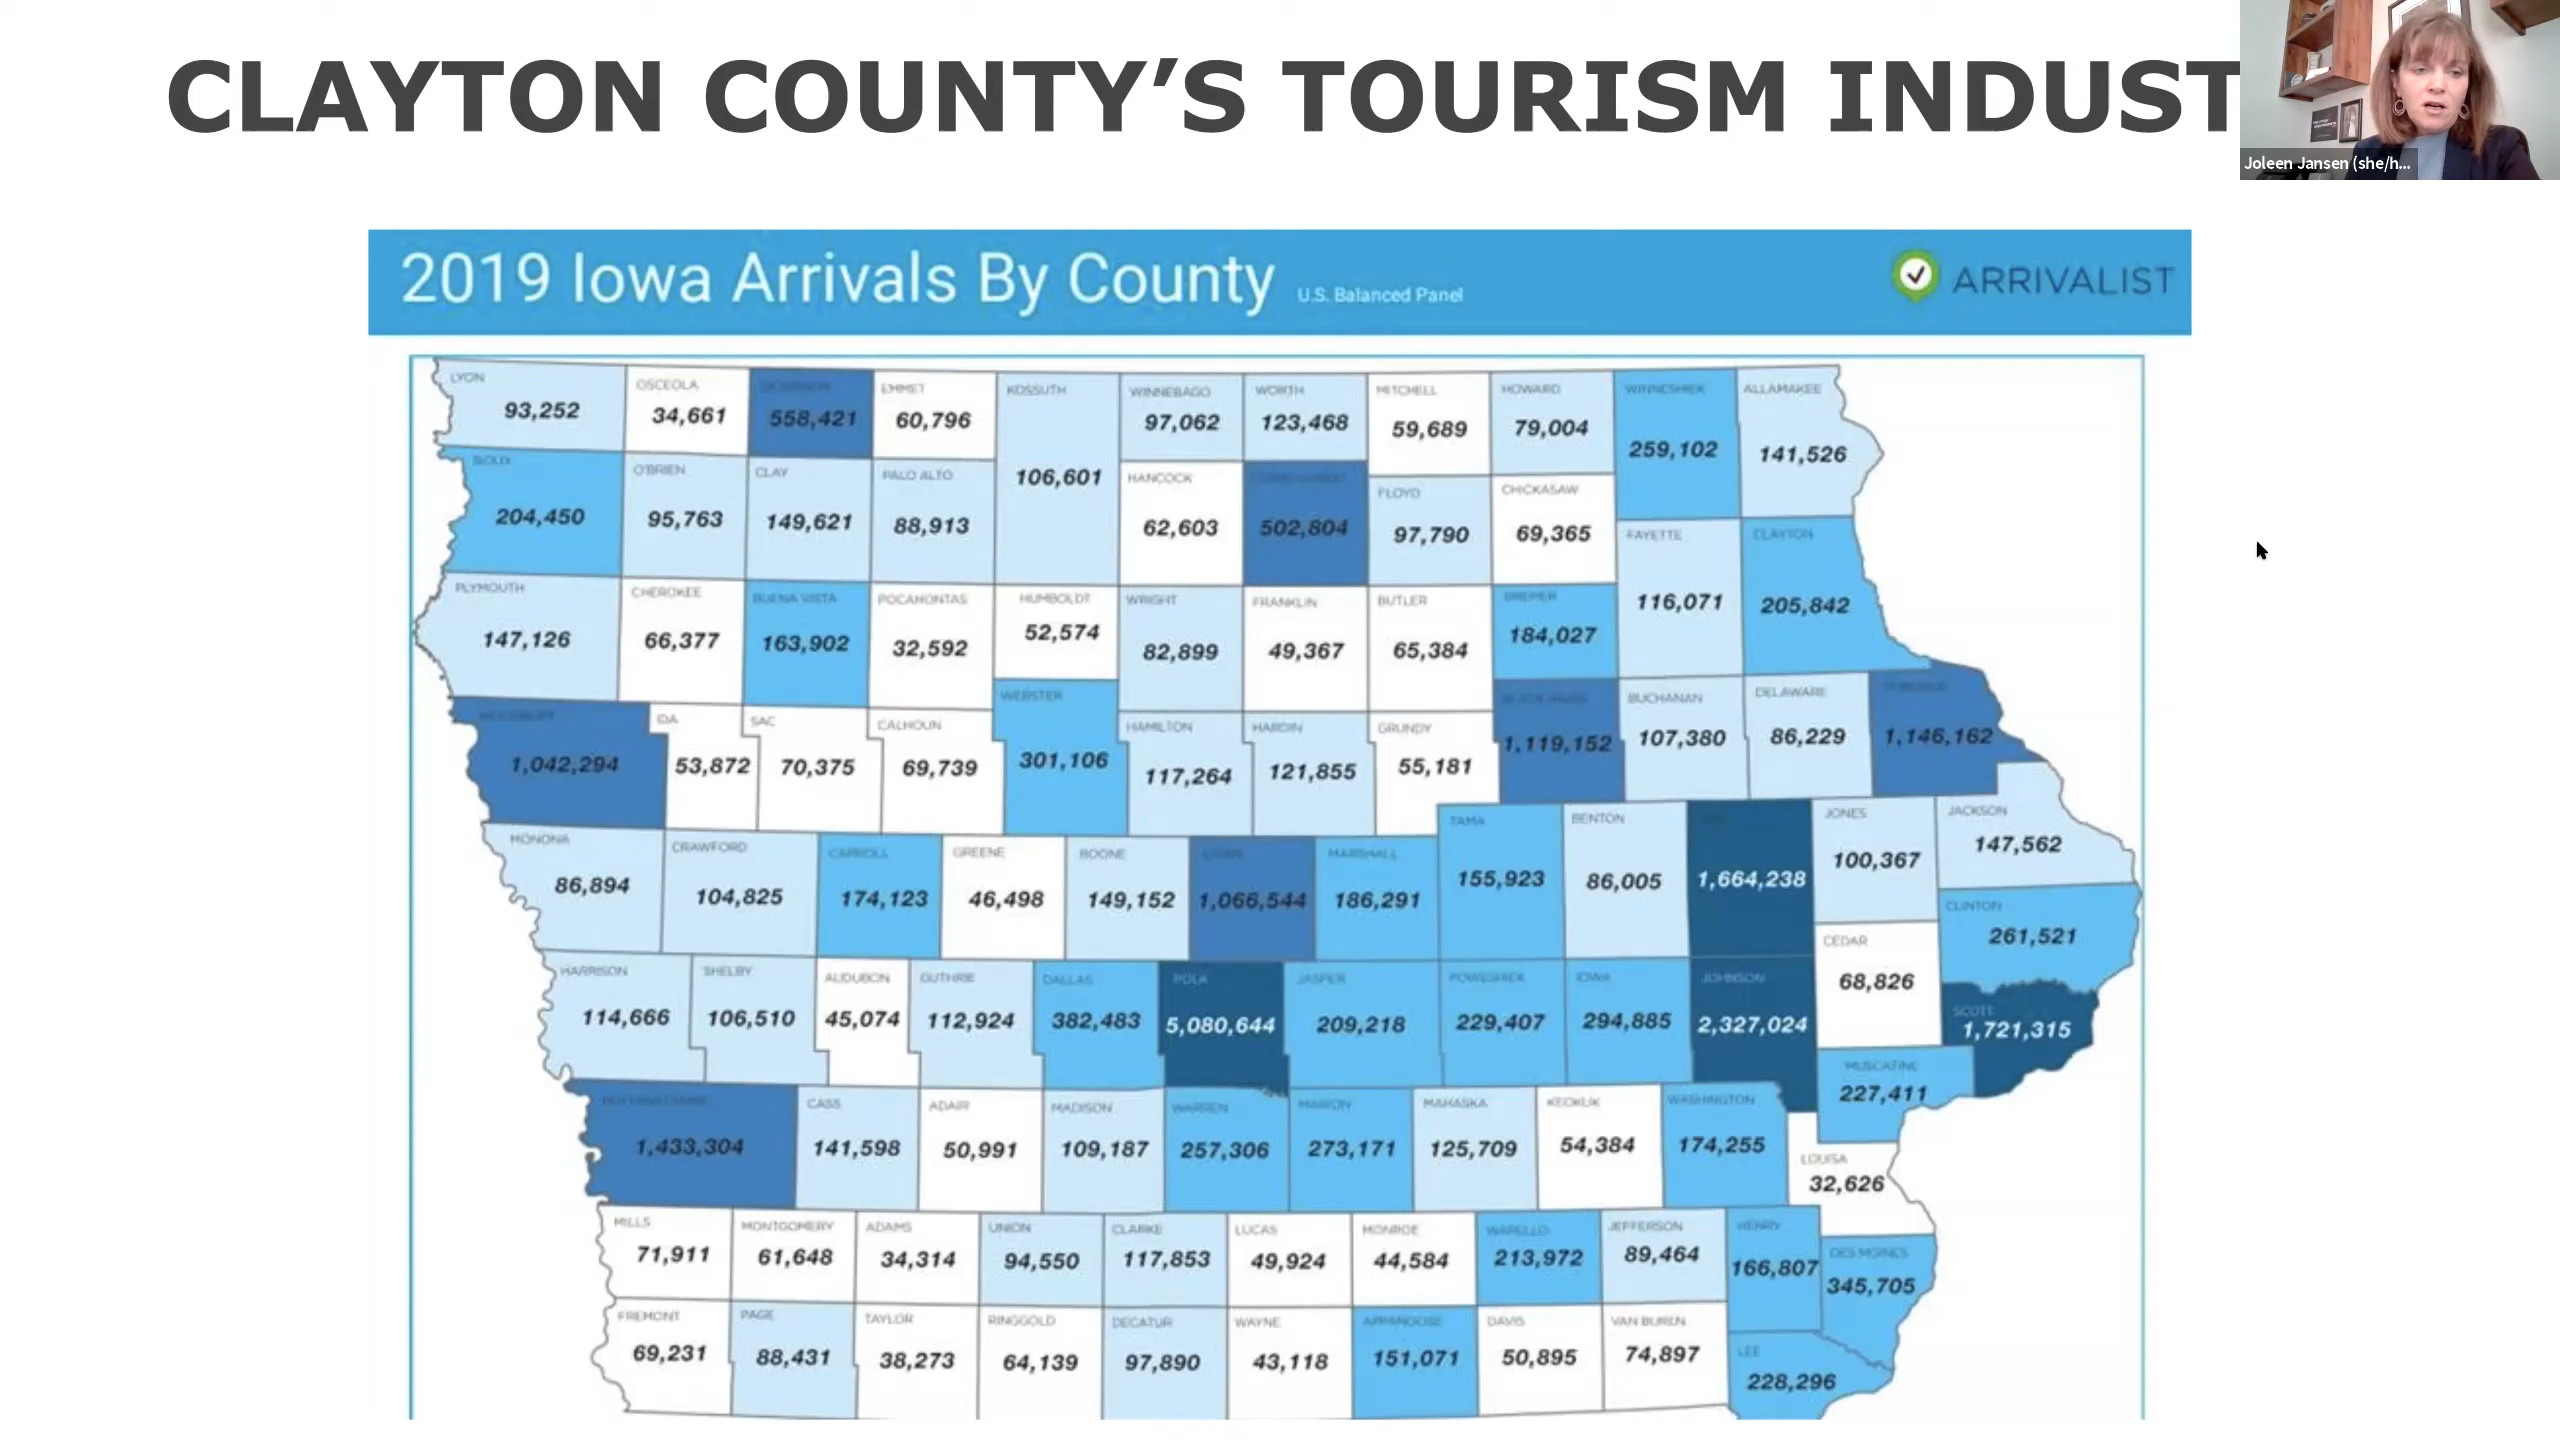 CLAYTON COUNTY'S TOURISM INDUST
Joleen Jansen (she/h...
2019 Iowa Arrivals By County U.S. Balanced Panel
ARRIVALIST
LYON
93,252
OSCEOLA
34,661
558,421
EMMET
60,796
KOSSUTH
106,601
WINNEBAGO
97,062
WORTH
123,468
MITCHELL
59,689
HOWARD
79,004
WINNESHIEK
259,102
ALLAMAKEE
141,526
SIOUX
204,450
O'BRIEN
95,763
CLAY
149,621
PALO ALTO
88,913
HANCOCK
62,603
502,804
FLOYD
97,790
CHICKASAW
69,365
FAYETTE
116,071
CLAYTON
205,842
PLYMOUTH
147,126
CHEROKEE
66,377
BUENA VISTA
163,902
POCAHONTAS
32,592
HUMBOLDT
52,574
WRIGHT
82,899
FRANKLIN
49,367
BUTLER
65,384
BREMER
184,027
WOODBURY
1,042,294
IDA
53,872
SAC
70,375
CALHOUN
69,739
WEBSTER
301,106
HAMILTON
117,264
HARDIN
121,855
GRUNDY
55,181
BLACK HAWK
1,119,152
BUCHANAN
107,380
DELAWARE
86,229
DUBUQUE
1,146,162
MONONA
86,894
CRAWFORD
104,825
CARROLL
174,123
GREENE
46,498
BOONE
149,152
STORY
1,066,544
MARSHALL
186,291
TAMA
155,923
BENTON
86,005
1,664,238
JONES
100,367
JACKSON
147,562
CLINTON
261,521
HARRISON
114,666
SHELBY
106,510
AUDUBON
45,074
GUTHRIE
112,924
DALLAS
382,483
POLK
5,080,644
JASPER
209,218
POWESHIEK
229,407
IOWA
294,885
JOHNSON
2,327,024
CEDAR
68,826
SCOTT
1,721,315
MUSCATINE
227,411
1,433,304
CASS
141,598
ADAIR
50,991
MADISON
109,187
WARREN
257,306
MARION
273,171
MAHASKA
125,709
KEOKUK
54,384
WASHINGTON
174,255
LOUISA
32,626
MILLS
71,911
MONTGOMERY
61,648
ADAMS
34,314
UNION
94,550
CLARKE
117,853
LUCAS
49,924
MONROE
44,584
WAPELLO
213,972
JEFFERSON
89,464
HENRY
166,807
DES MOINES
345,705
FREMONT
69,231
PAGE
88,431
TAYLOR
38,273
RINGGOLD
64,139
DECATUR
97,890
WAYNE
43,118
APPANOOSE
151,071
DAVIS
50,895
VAN BUREN
74,897
LEE
228,296